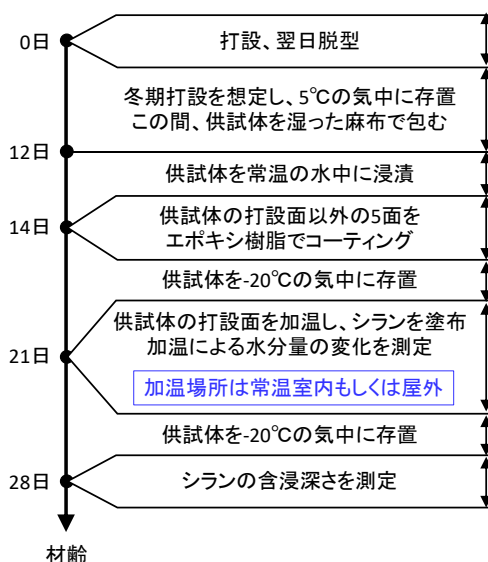 0日
打設、翌日脱型
冬期打設を想定し、5℃の気中に存置
この間、供試体を湿った麻布で包む
12日
供試体を常温の水中に浸漬
14日
供試体の打設面以外の5面を
エポキシ樹脂でコーティング
供試体を-20℃の気中に存置
21日
供試体の打設面を加温し、シランを塗布
加温による水分量の変化を測定
加温場所は常温室内もしくは屋外
供試体を-20℃の気中に存置
28日
シランの含浸深さを測定
材齢